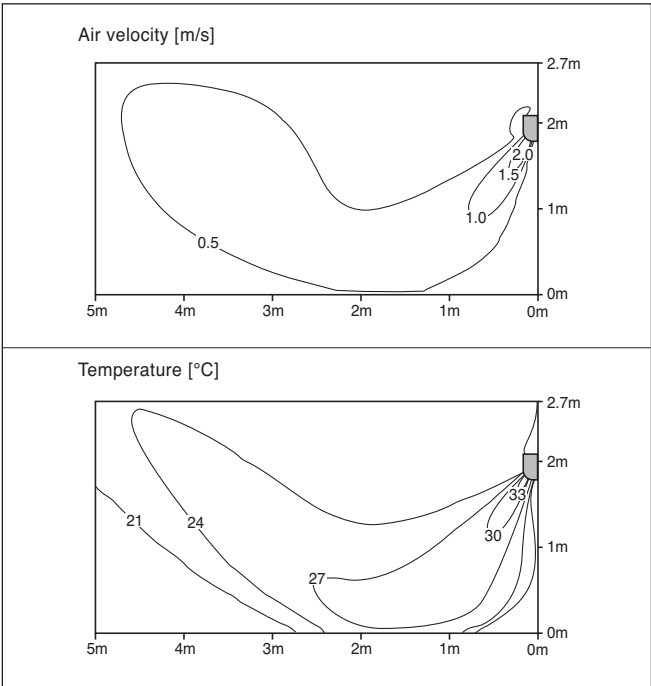 Air velocity [m/s]
2.7m
2m
2.0
1.5
1m
1.0
0.5
0m
5m 4m 3m 2m 1m 0m
Temperature [°C]
2.7m
2m
33
21 24
30
1m
27
0m
5m 4m 3m 2m 1m 0m